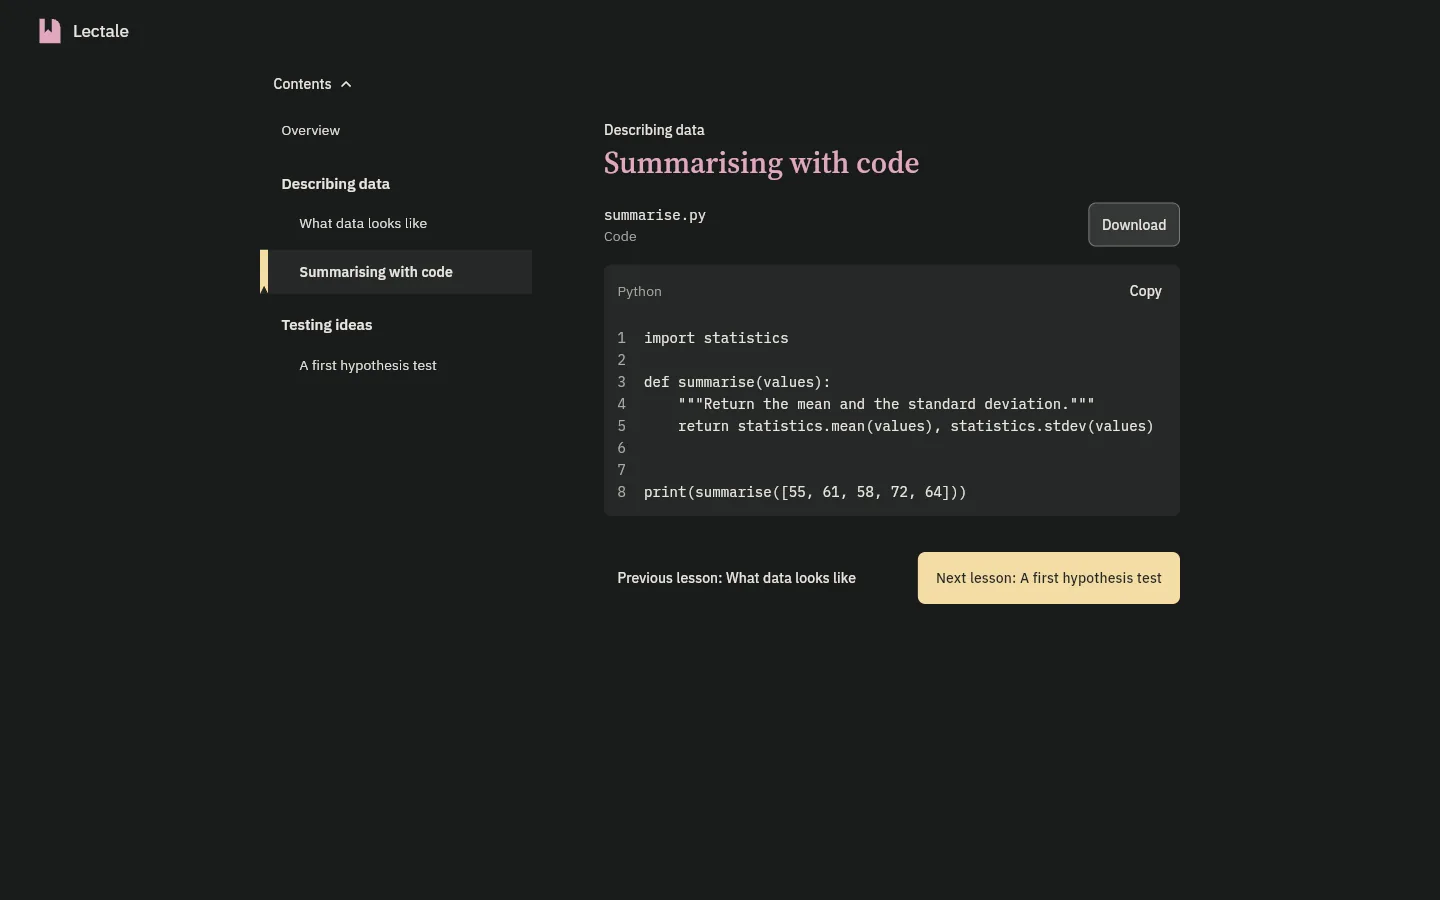 Lectale
Contents
Overview
Describing data
What data looks like
Summarising with code
Testing ideas
A first hypothesis test
Describing data
Summarising with code
summarise.py
Code
Download
Python
Copy
1 import statistics
2
3 def summarise(values):
4     """Return the mean and the standard deviation."""
5     return statistics.mean(values), statistics.stdev(values)
6
7
8 print(summarise([55, 61, 58, 72, 64]))
Previous lesson: What data looks like
Next lesson: A first hypothesis test